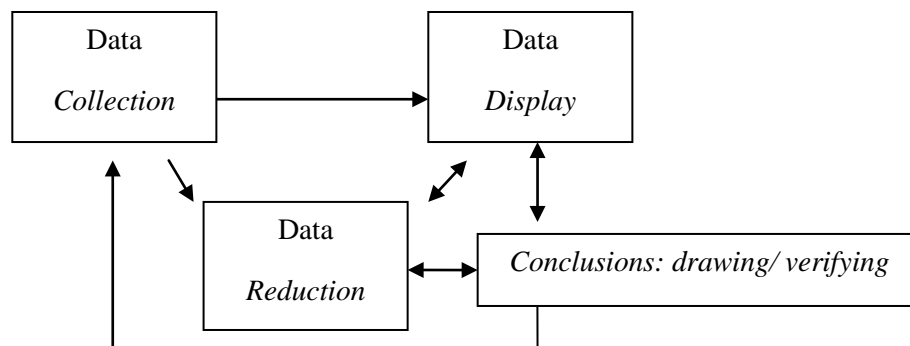 Data
Collection
Data
Display
Data
Reduction
Conclusions: drawing/ verifying